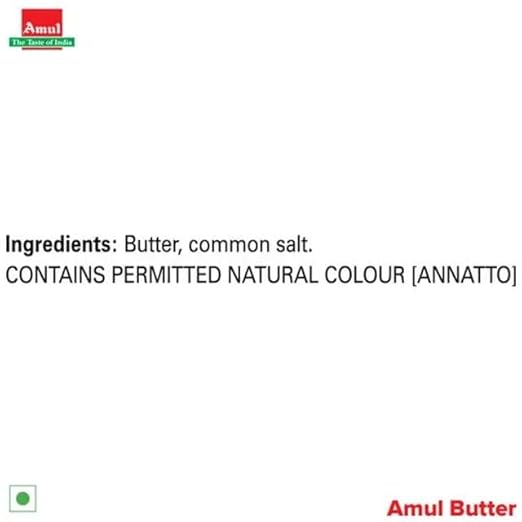 Amul
The Taste of India
Ingredients: Butter, common salt.
CONTAINS PERMITTED NATURAL COLOUR [ANNATTO]
Amul Butter